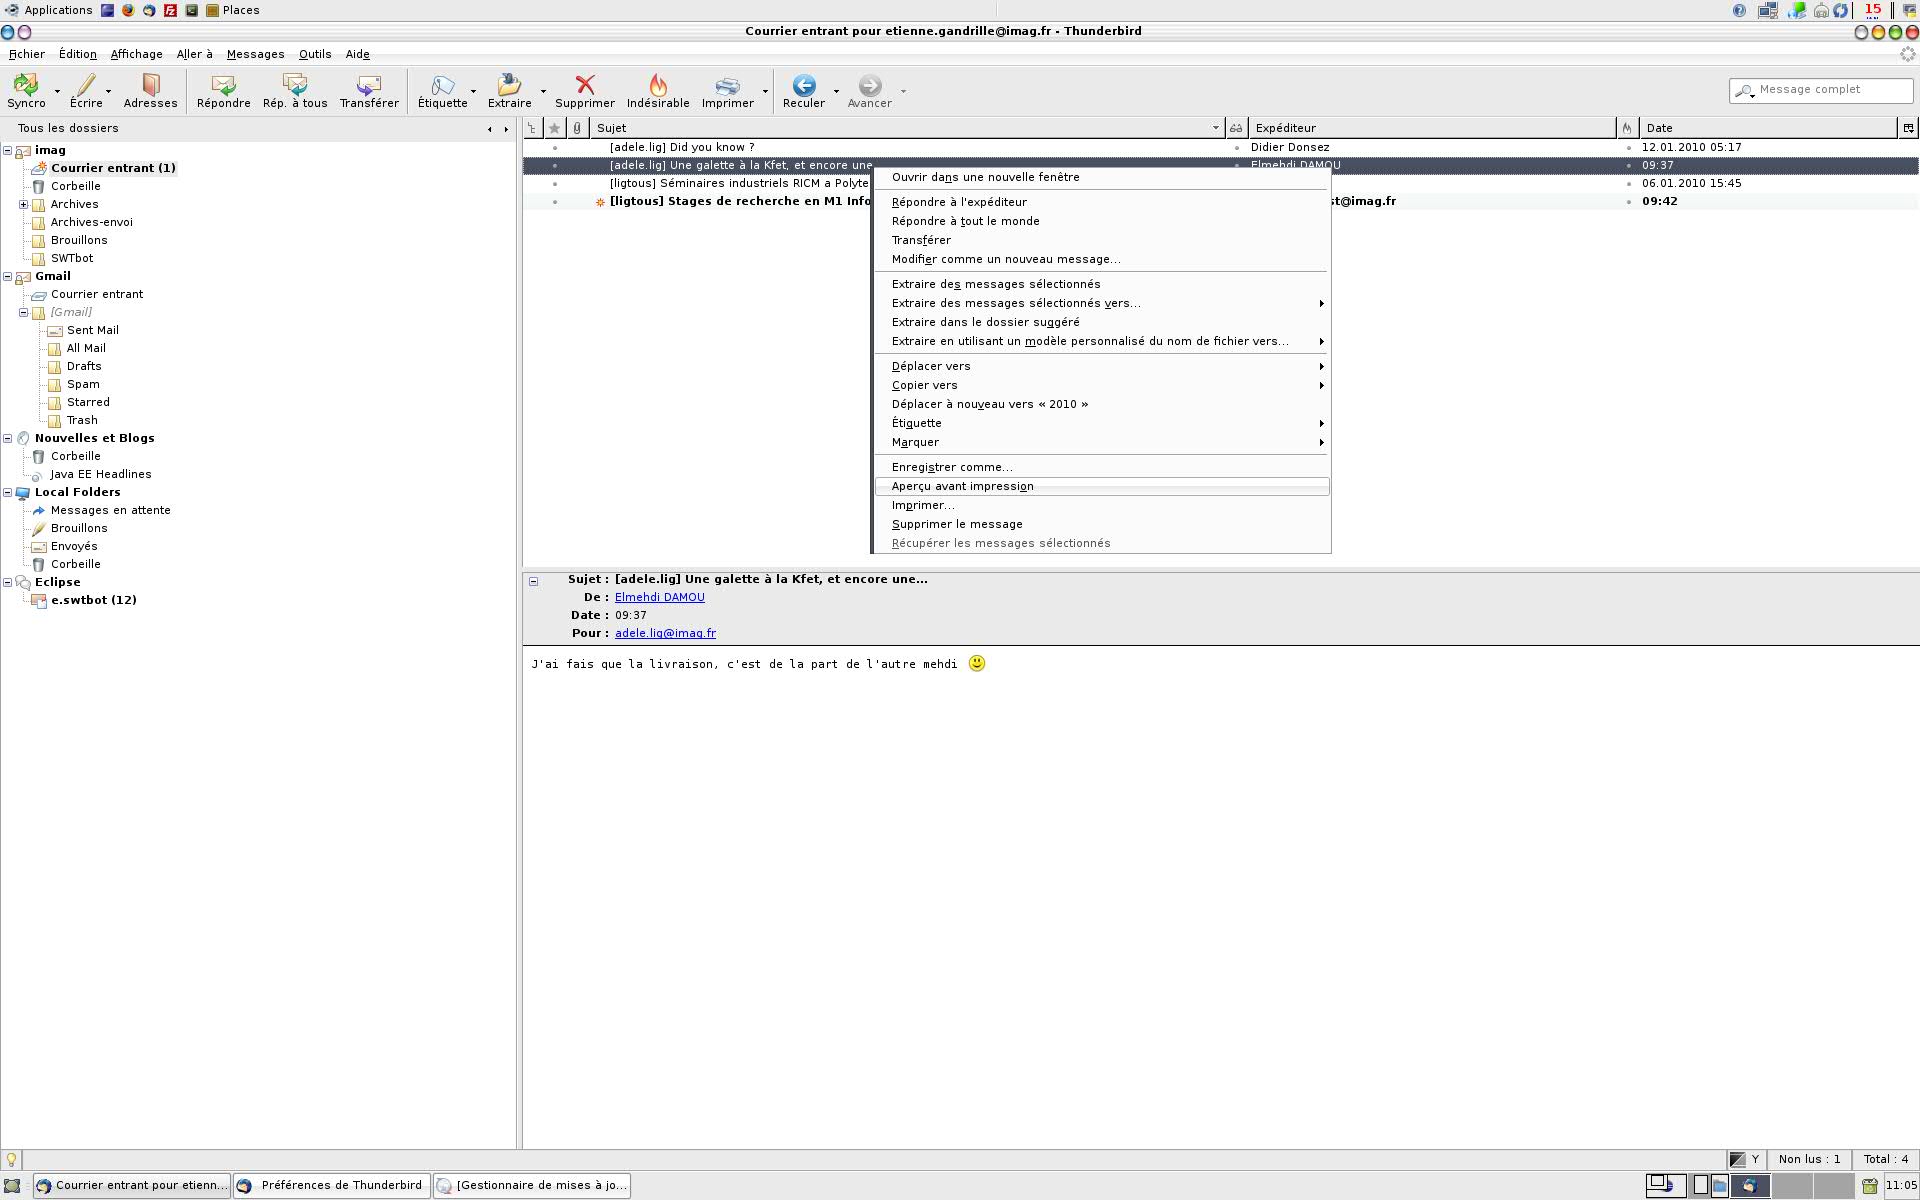 Applications Places 15
Courrier entrant pour etienne.gandrille@imag.fr - Thunderbird
Fichier Édition Affichage Aller à Messages Outils Aide
Syncro Écrire Adresses Répondre Rép. à tous Transférer Étiquette Extraire Supprimer Indésirable Imprimer Reculer Avancer Message complet
Tous les dossiers
imag
Courrier entrant (1)
Corbeille
Archives
Archives-envoi
Brouillons
SWTbot
Gmail
Courrier entrant
[Gmail]
Sent Mail
All Mail
Drafts
Spam
Starred
Trash
Nouvelles et Blogs
Corbeille
Java EE Headlines
Local Folders
Messages en attente
Brouillons
Envoyés
Corbeille
Eclipse
e.swtbot (12)
Sujet Expéditeur Date
[adele.lig] Did you know ? Didier Donsez 12.01.2010 05:17
[adele.lig] Une galette à la Kfet, et encore une Elmehdi DAMOU 09:37
[ligtous] Séminaires industriels RICM a Polyte 06.01.2010 15:45
[ligtous] Stages de recherche en M1 Info st@imag.fr 09:42
Ouvrir dans une nouvelle fenêtre
Répondre à l'expéditeur
Répondre à tout le monde
Transférer
Modifier comme un nouveau message...
Extraire des messages sélectionnés
Extraire des messages sélectionnés vers...
Extraire dans le dossier suggéré
Extraire en utilisant un modèle personnalisé du nom de fichier vers...
Déplacer vers
Copier vers
Déplacer à nouveau vers « 2010 »
Étiquette
Marquer
Enregistrer comme...
Aperçu avant impression
Imprimer...
Supprimer le message
Récupérer les messages sélectionnés
Sujet : [adele.lig] Une galette à la Kfet, et encore une...
De : Elmehdi DAMOU
Date : 09:37
Pour : adele.lig@imag.fr
J'ai fais que la livraison, c'est de la part de l'autre mehdi
Y Non lus : 1 Total : 4
Courrier entrant pour etienn... Préférences de Thunderbird [Gestionnaire de mises à jo... 11:05